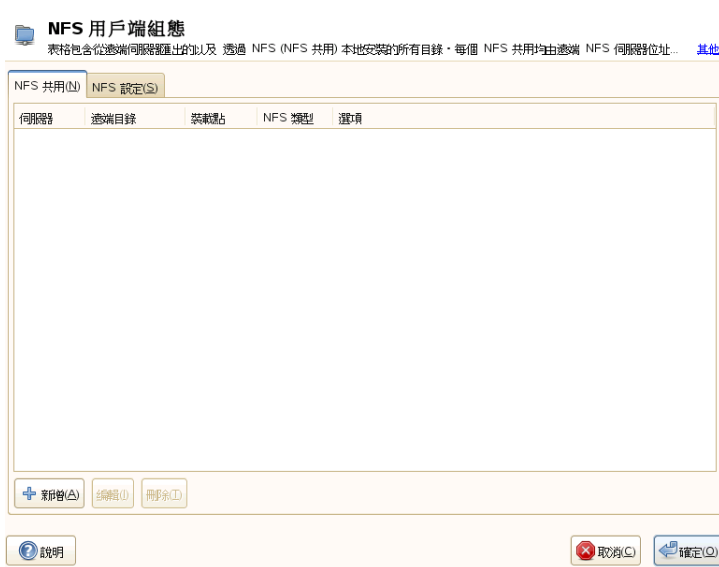 NFS 用戶端組態
表格包含從遠端伺服器匯出的以及 透過 NFS (NFS 共用) 本地安裝的所有目錄。每個 NFS 共用均由遠端 NFS 伺服器位址... 其他
NFS 共用(N) NFS 設定(S)
伺服器 遠端目錄 裝載點 NFS 類型 選項
新增(A) 編輯(I) 刪除(T)
說明 取消(C) 確定(O)